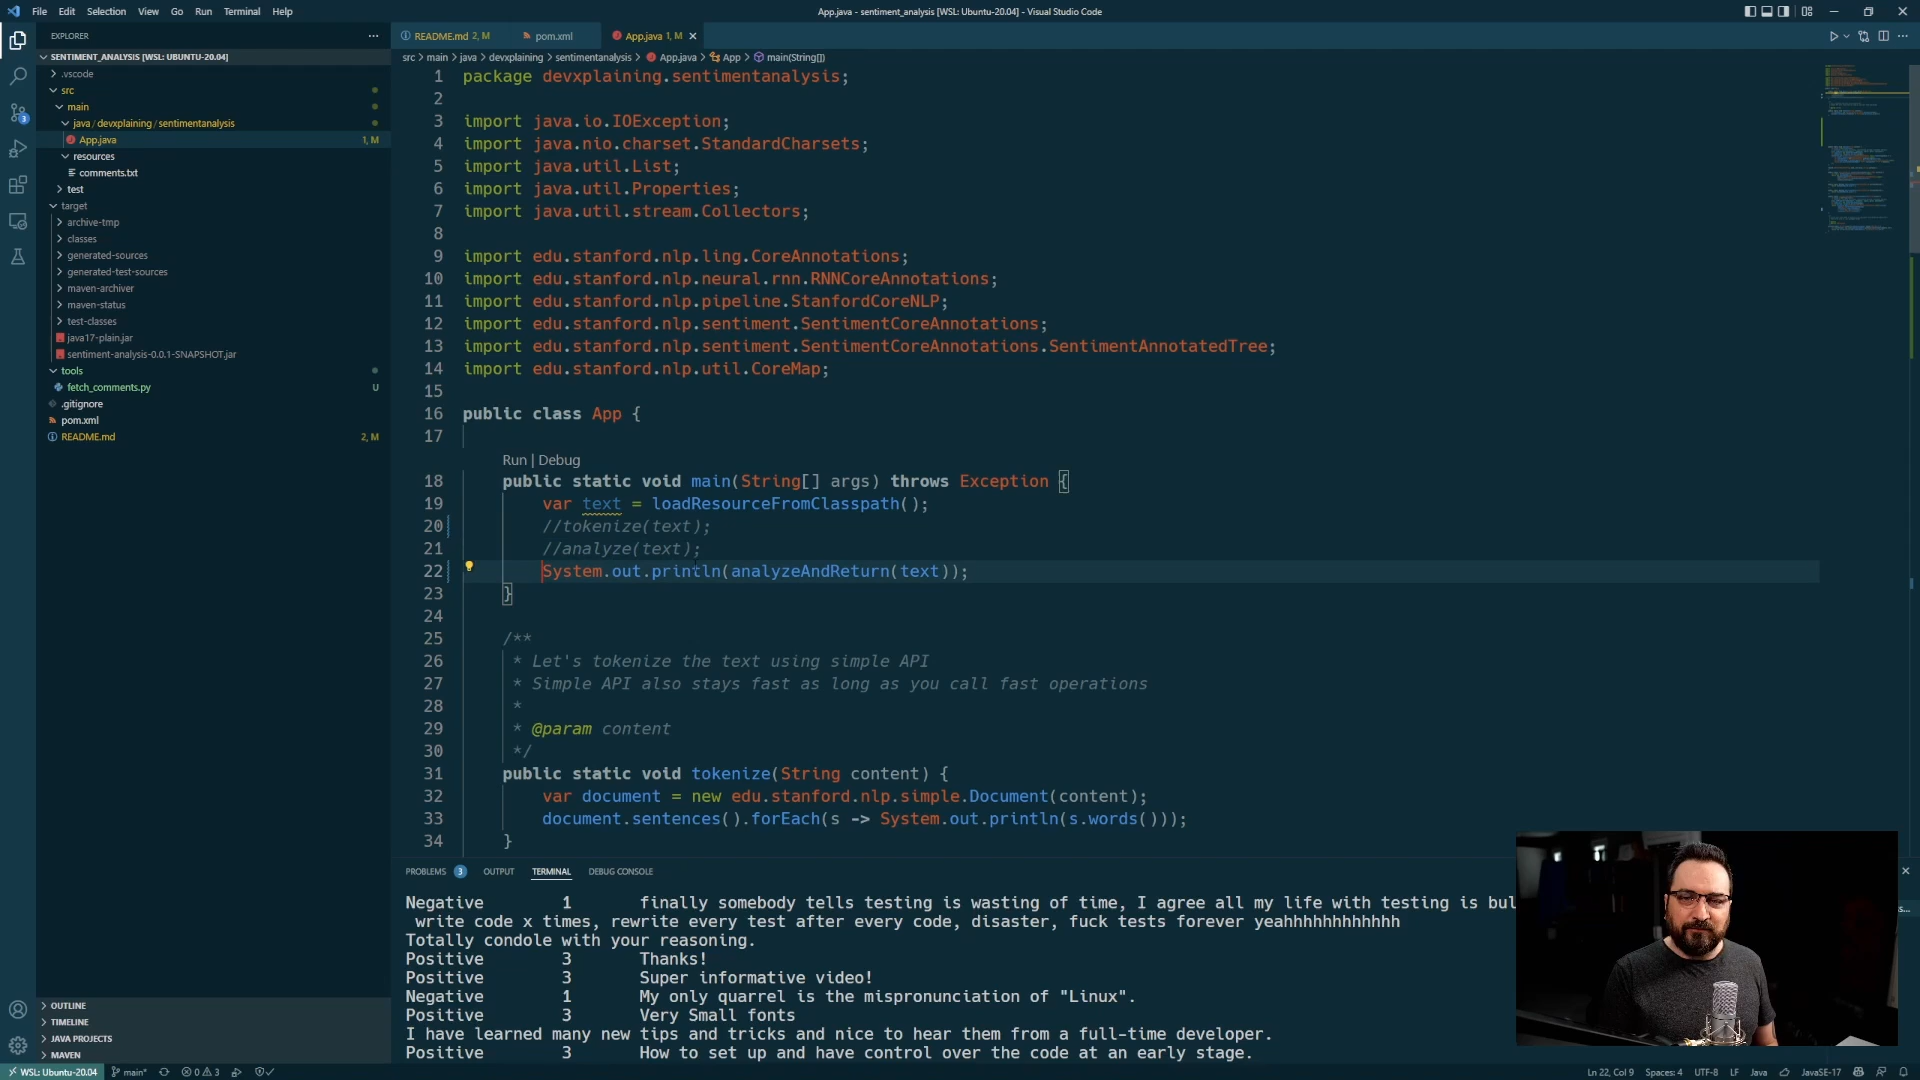 File Edit Selection View Go Run Terminal Help
App.java - sentiment_analysis [WSL: Ubuntu-20.04] - Visual Studio Code
EXPLORER
SENTIMENT_ANALYSIS [WSL: UBUNTU-20.04]
.vscode
src
main
java / devxplaining / sentimentanalysis
App.java 1, M
resources
comments.txt
test
target
archive-tmp
classes
generated-sources
generated-test-sources
maven-archiver
maven-status
test-classes
java17-plain.jar
sentiment-analysis-0.0.1-SNAPSHOT.jar
tools
fetch_comments.py U
.gitignore
pom.xml
README.md 2, M
OUTLINE
TIMELINE
JAVA PROJECTS
MAVEN
README.md 2, M pom.xml App.java 1, M
src > main > java > devxplaining > sentimentanalysis > App.java > App > main(String[])
1 package devxplaining.sentimentanalysis;
2
3 import java.io.IOException;
4 import java.nio.charset.StandardCharsets;
5 import java.util.List;
6 import java.util.Properties;
7 import java.util.stream.Collectors;
8
9 import edu.stanford.nlp.ling.CoreAnnotations;
10 import edu.stanford.nlp.neural.rnn.RNNCoreAnnotations;
11 import edu.stanford.nlp.pipeline.StanfordCoreNLP;
12 import edu.stanford.nlp.sentiment.SentimentCoreAnnotations;
13 import edu.stanford.nlp.sentiment.SentimentCoreAnnotations.SentimentAnnotatedTree;
14 import edu.stanford.nlp.util.CoreMap;
15
16 public class App {
17
Run | Debug
18 public static void main(String[] args) throws Exception {
19 var text = loadResourceFromClasspath();
20 //tokenize(text);
21 //analyze(text);
22 System.out.println(analyzeAndReturn(text));
23 }
24
25 /**
26 * Let's tokenize the text using simple API
27 * Simple API also stays fast as long as you call fast operations
28 *
29 * @param content
30 */
31 public static void tokenize(String content) {
32 var document = new edu.stanford.nlp.simple.Document(content);
33 document.sentences().forEach(s -> System.out.println(s.words()));
34 }
PROBLEMS 3 OUTPUT TERMINAL DEBUG CONSOLE
Negative 1 finally somebody tells testing is wasting of time, I agree all my life with testing is bul
write code x times, rewrite every test after every code, disaster, fuck tests forever yeahhhhhhhhhhhh
Totally condole with your reasoning.
Positive 3 Thanks!
Positive 3 Super informative video!
Negative 1 My only quarrel is the mispronunciation of "Linux".
Positive 3 Very Small fonts
I have learned many new tips and tricks and nice to hear them from a full-time developer.
Positive 3 How to set up and have control over the code at an early stage.
WSL: Ubuntu-20.04 main* 0 3 Ln 22, Col 9 Spaces: 4 UTF-8 LF Java JavaSE-17